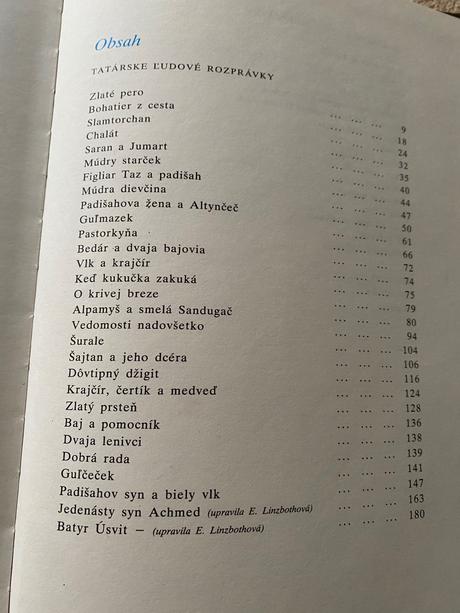 Obsah
TATÁRSKE ĽUDOVÉ ROZPRÁVKY
Zlaté pero ... ... ... 9
Bohatier z cesta ... ... ... 18
Slamtorchan ... ... ... 24
Chalát ... ... ... 32
Saran a Jumart ... ... ... 35
Múdry starček ... ... ... 40
Figliar Taz a padišah ... ... ... 44
Múdra dievčina ... ... ... 47
Padišahova žena a Altynčeč ... ... ... 50
Guľmazek ... ... ... 61
Pastorkyňa ... ... ... 66
Bedár a dvaja bajovia ... ... ... 72
Vlk a krajčír ... ... ... 74
Keď kukučka zakuká ... ... ... 75
O krivej breze ... ... ... 79
Alpamyš a smelá Sandugač ... ... ... 80
Vedomosti nadovšetko ... ... ... 94
Šurale ... ... ... 104
Šajtan a jeho dcéra ... ... ... 106
Dôvtipný džigit ... ... ... 116
Krajčír, čertík a medveď ... ... ... 124
Zlatý prsteň ... ... ... 128
Baj a pomocník ... ... ... 136
Dvaja lenivci ... ... ... 138
Dobrá rada ... ... ... 139
Guľčeček ... ... ... 141
Padišahov syn a biely vlk ... ... ... 147
Jedenásty syn Achmed (upravila E. Linzbothová) ... ... ... 163
Batyr Úsvit – (upravila E. Linzbothová) ... ... ... 180